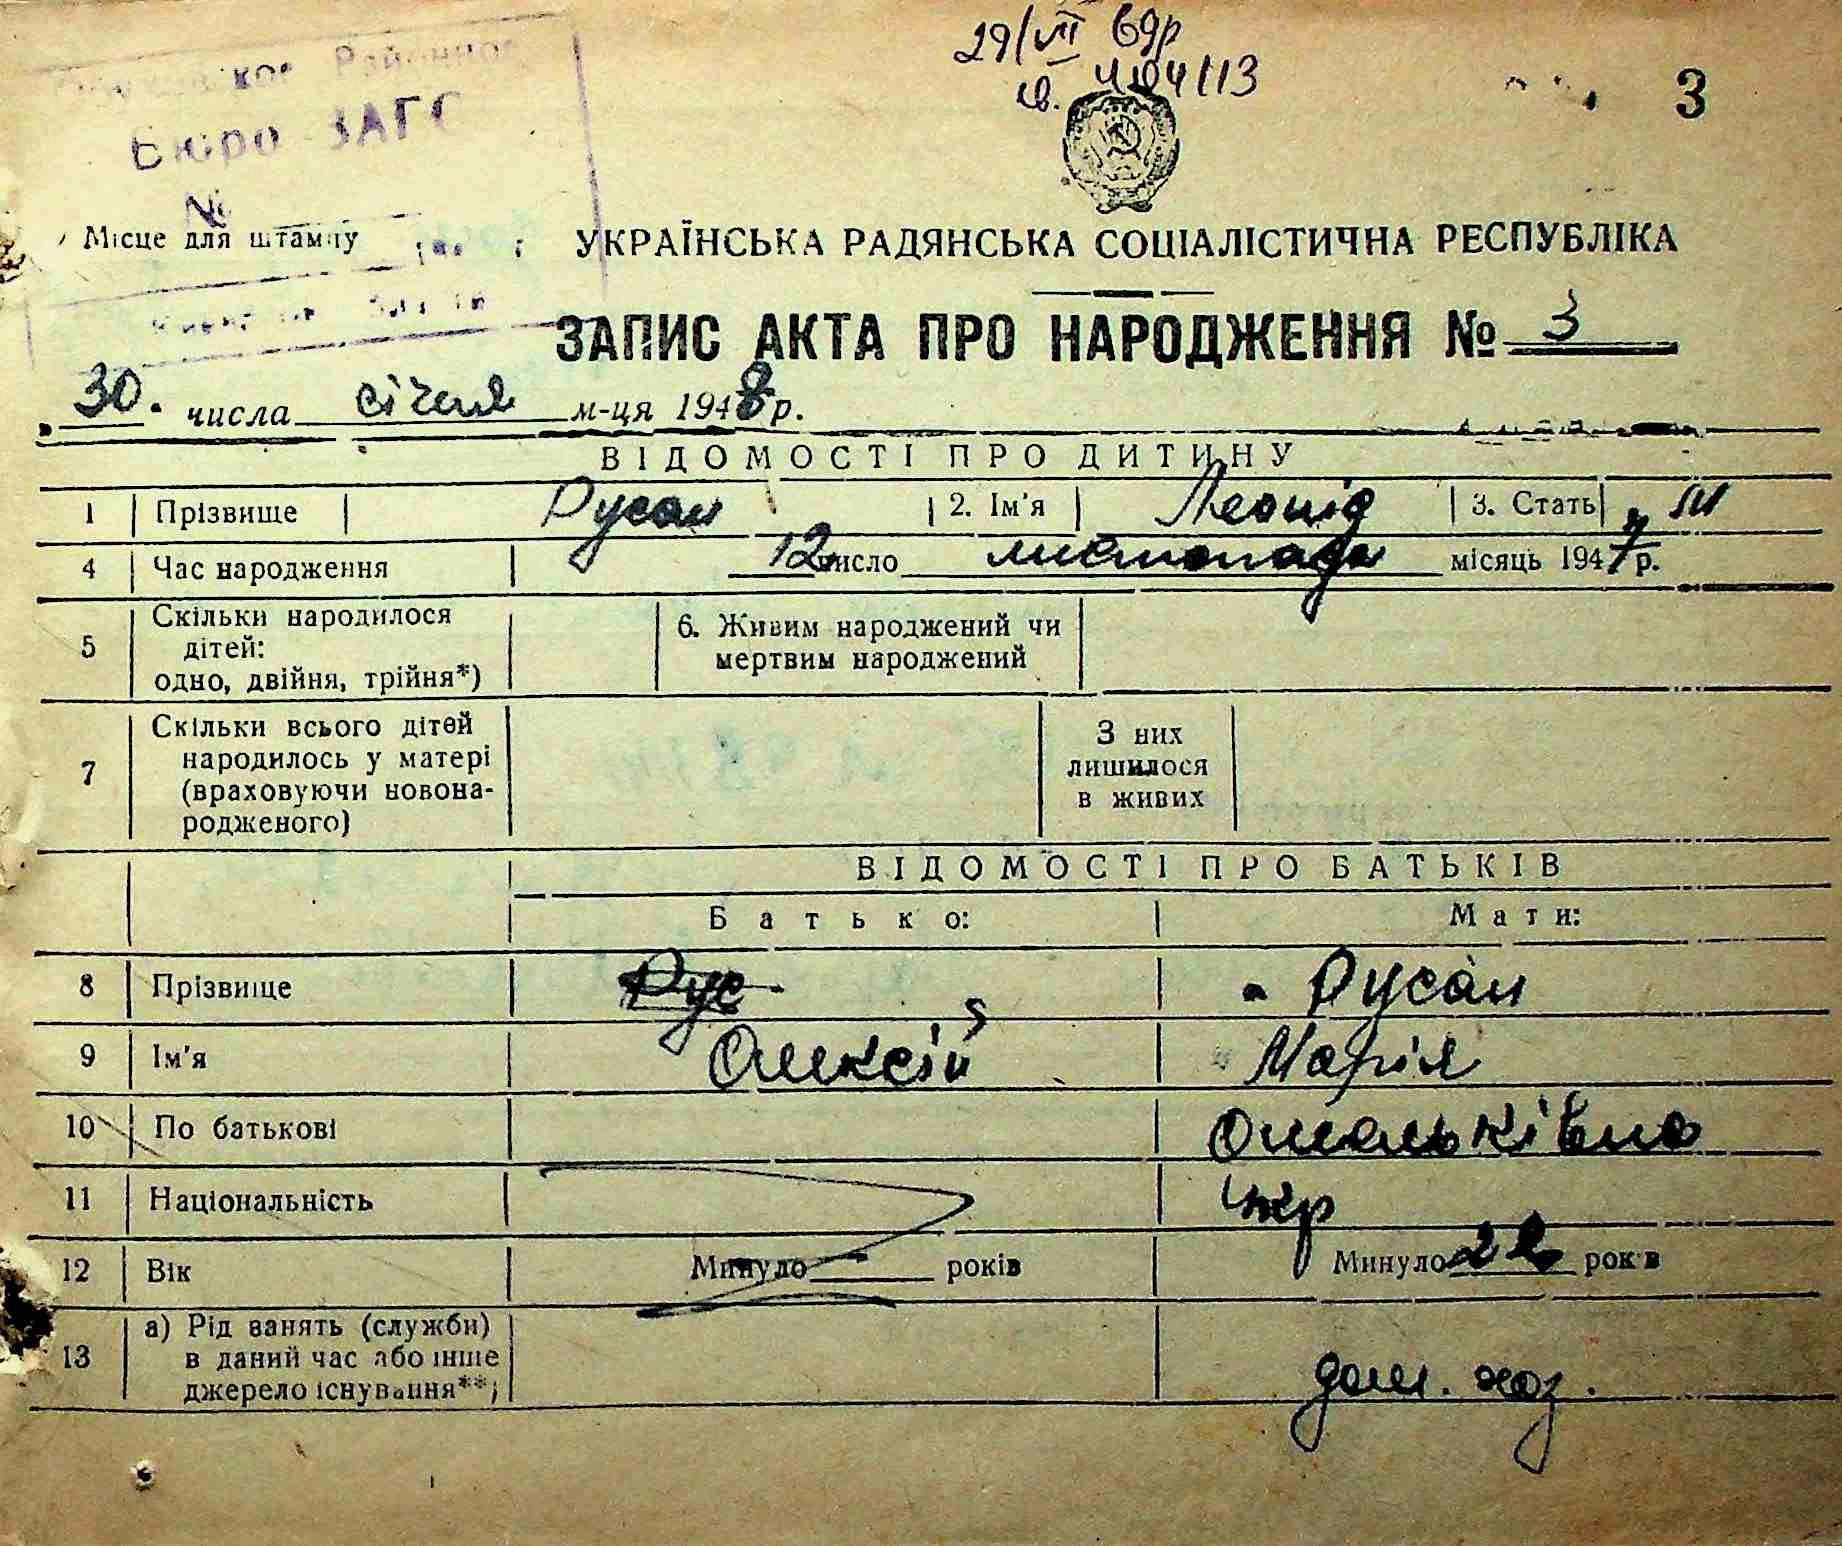 29/VII 69р
св. 404113
3
Районное
Бюро ЗАГС
№
Місце для штампу
УКРАЇНСЬКА РАДЯНСЬКА СОЦІАЛІСТИЧНА РЕСПУБЛІКА
ЗАПИС АКТА ПРО НАРОДЖЕННЯ № 3
30. числа січня м-ця 1948 р.
ВІДОМОСТІ ПРО ДИТИНУ
1 Прізвище Русан 2. Ім'я Леонід 3. Стать
4 Час народження 12 число листопада місяць 1947 р.
5 Скільки народилося дітей: одно, двійня, трійня*) 6. Живим народжений чи мертвим народжений
7 Скільки всього дітей народилось у матері (враховуючи новонародженого) З них лишилося в живих
ВІДОМОСТІ ПРО БАТЬКІВ
Батько: Мати:
8 Прізвище Рус Русан
9 Ім'я Олексій Марія
10 По батькові Омельківна
11 Національність Укр
12 Вік Минуло років Минуло 22 років
13 а) Рід занять (служби) в даний час або інше джерело існування**) дом. хоз.